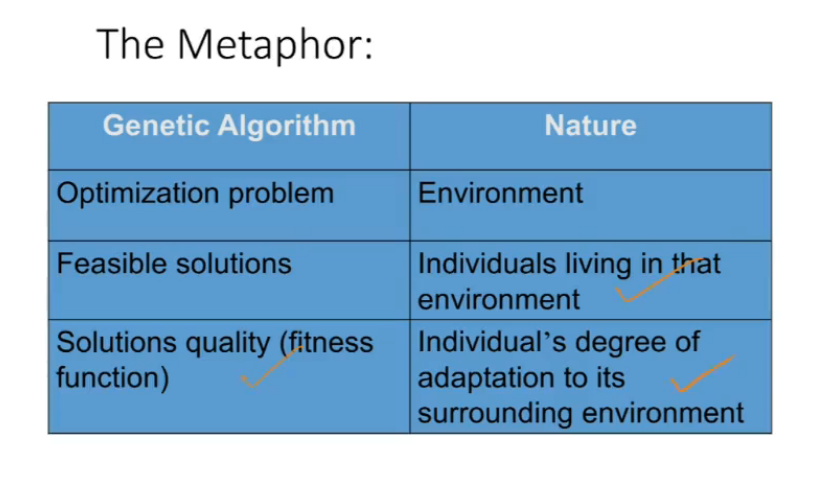 The Metaphor:
Genetic Algorithm
Nature
Optimization problem
Environment
Feasible solutions
Individuals living in that
environment
Solutions quality (fitness
function)
Individual’s degree of
adaptation to its
surrounding environment